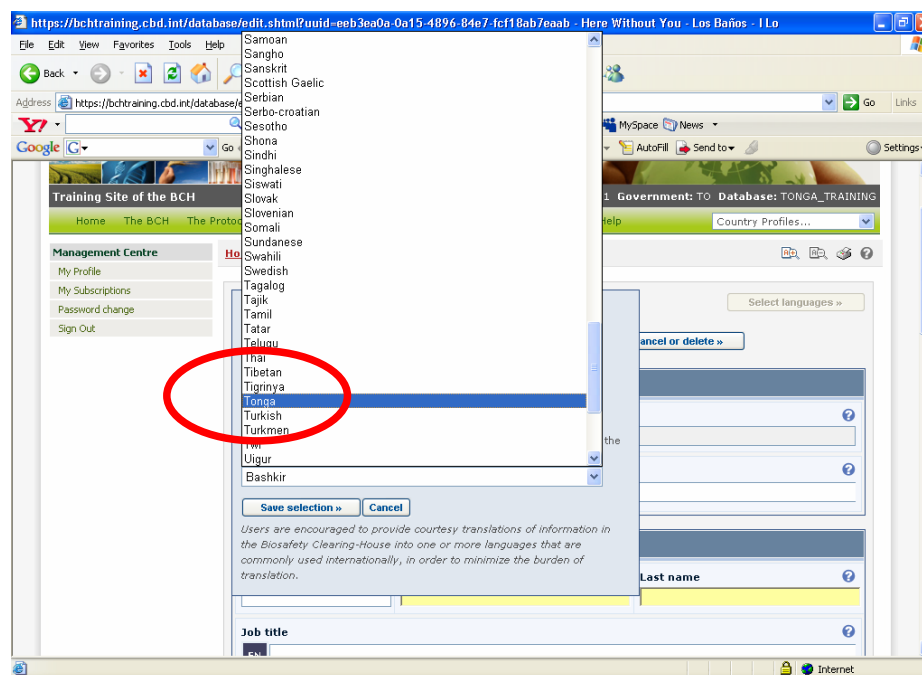 https://bchtraining.cbd.int/database/edit.shtml?uuid=eeb3ea0a-0a15-4896-84e7-fcf18ab7eaab - Here Without You - Los Baños - I Lo
File Edit View Favorites Tools Help
Back
Address https://bchtraining.cbd.int/database/e
Go Links
Y!
MySpace News
Google G
Go
AutoFill Send to Settings
Training Site of the BCH
1 Government: TO Database: TONGA_TRAINING
Home The BCH The Protoc
Help
Country Profiles...
Management Centre
My Profile
My Subscriptions
Password change
Sign Out
Ho
Samoan
Sangho
Sanskrit
Scottish Gaelic
Serbian
Serbo-croatian
Sesotho
Shona
Sindhi
Singhalese
Siswati
Slovak
Slovenian
Somali
Sundanese
Swahili
Swedish
Tagalog
Tajik
Tamil
Tatar
Telugu
Thai
Tibetan
Tigrinya
Tonga
Turkish
Turkmen
Twi
Uigur
Bashkir
Select languages »
ancel or delete »
the
Save selection » Cancel
Users are encouraged to provide courtesy translations of information in
the Biosafety Clearing-House into one or more languages that are
commonly used internationally, in order to minimize the burden of
translation.
Last name
Job title
EN
Internet